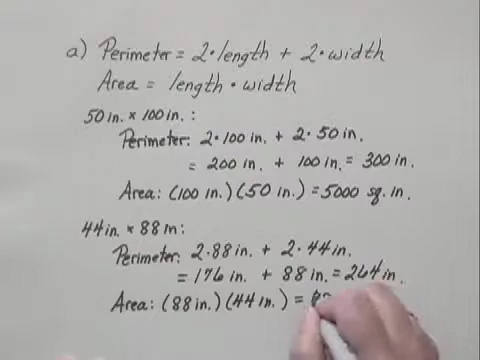 a) Perimeter = 2·length + 2·width
Area = length · width
50 in. × 100 in. :
Perimeter: 2·100 in. + 2·50 in.
= 200 in. + 100 in. = 300 in.
Area: (100 in.)(50 in.) = 5000 sq. in.
44 in. × 88 in:
Perimeter: 2·88 in. + 2·44 in.
= 176 in. + 88 in. = 264 in.
Area: (88 in.)(44 in.) =